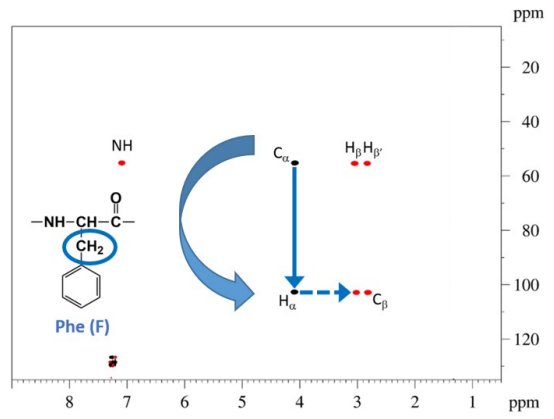 ppm
20
NH
Cα
HβHβ′
40
60
O
–NH–CH–C–
CH₂
80
100
Hα
Cβ
Phe (F)
120
8 7 6 5 4 3 2 1 ppm